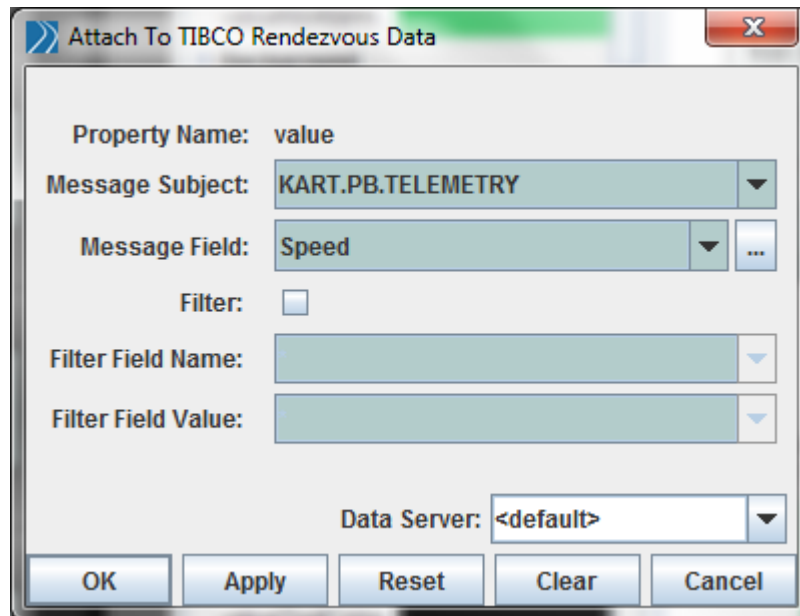 Attach To TIBCO Rendezvous Data
Property Name: value
Message Subject: KART.PB.TELEMETRY
Message Field: Speed ...
Filter:
Filter Field Name:
Filter Field Value:
Data Server: <default>
OK Apply Reset Clear Cancel